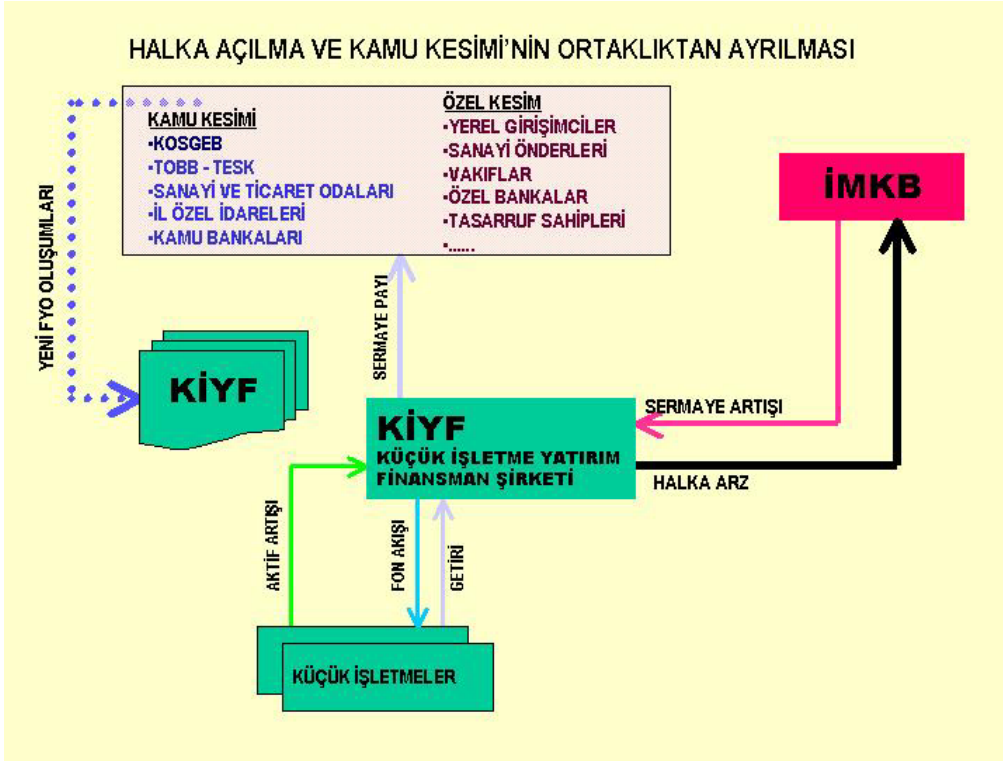 HALKA AÇILMA VE KAMU KESİMİ'NİN ORTAKLIKTAN AYRILMASI
KAMU KESİMİ
•KOSGEB
•TOBB - TESK
•SANAYİ VE TİCARET ODALARI
•İL ÖZEL İDARELERİ
•KAMU BANKALARI
ÖZEL KESİM
•YEREL GİRİŞİMCİLER
•SANAYİ ÖNDERLERİ
•VAKIFLAR
•ÖZEL BANKALAR
•TASARRUF SAHİPLERİ
•......
İMKB
YENİ FYO OLUŞUMLARI
SERMAYE PAYI
KİYF
KİYF
KÜÇÜK İŞLETME YATIRIM
FİNANSMAN ŞİRKETİ
SERMAYE ARTIŞI
HALKA ARZ
AKTİF ARTIŞI
FON AKIŞI
GETİRİ
KÜÇÜK İŞLETMELER